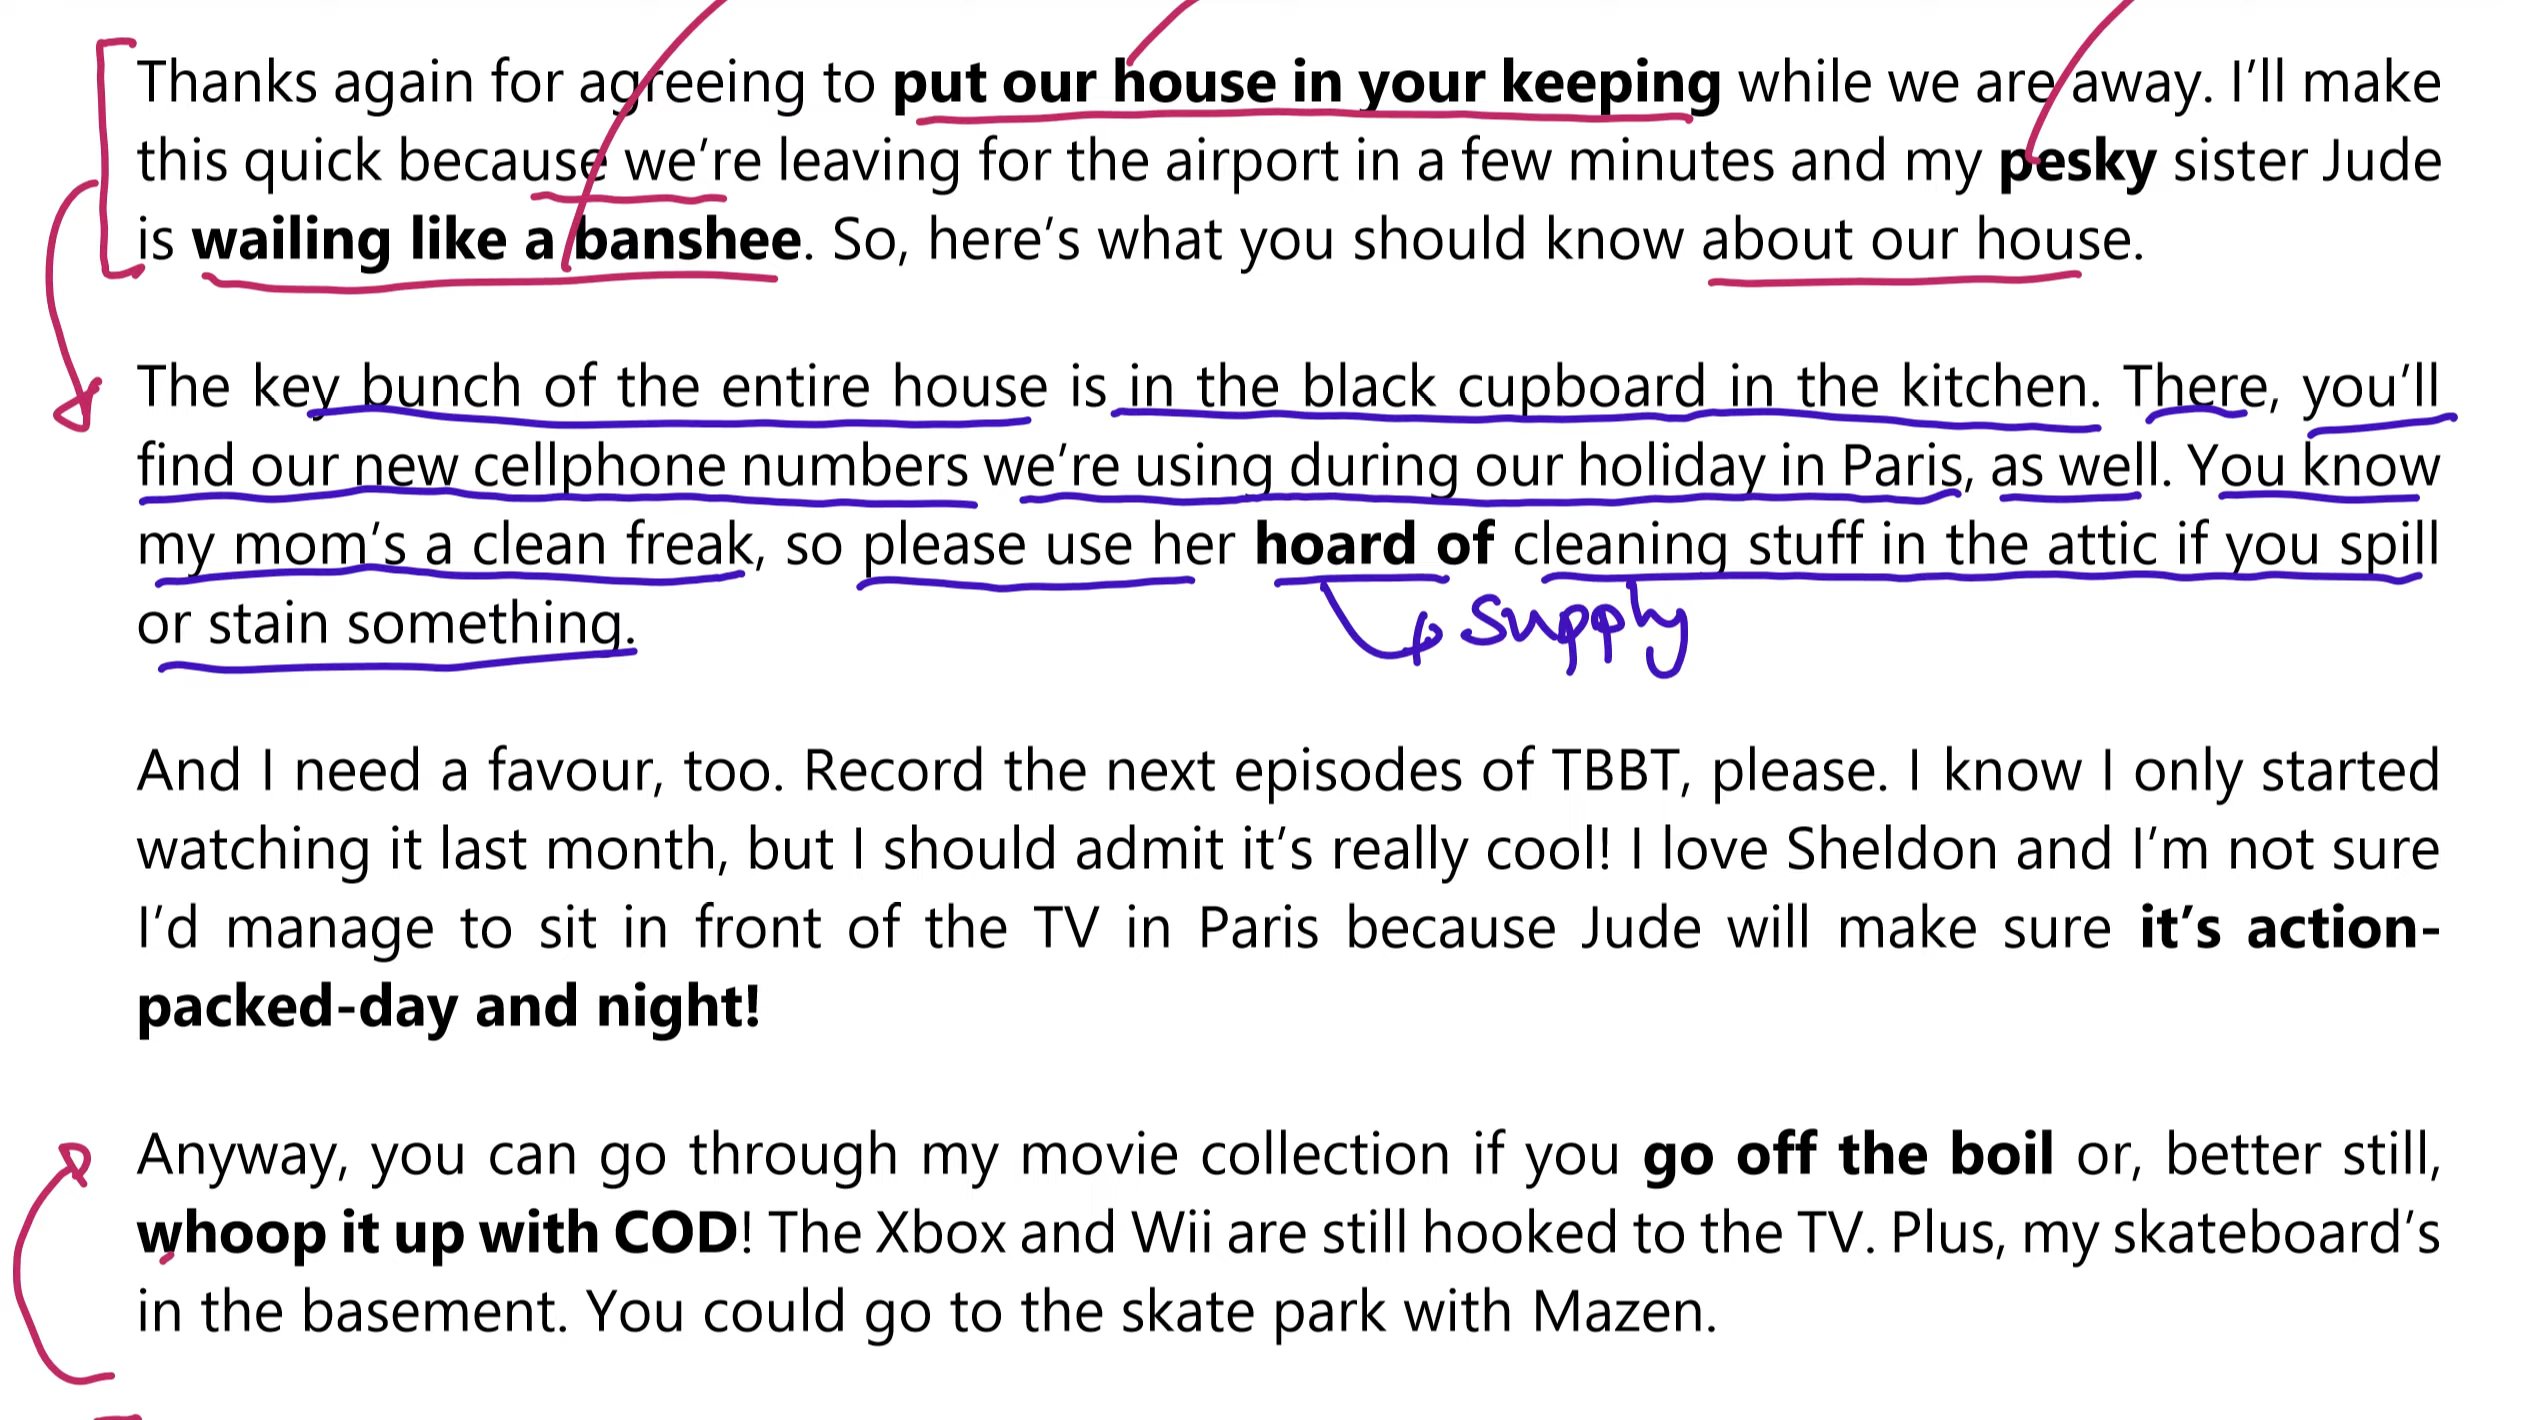 Thanks again for agreeing to put our house in your keeping while we are away. I’ll make
this quick because we’re leaving for the airport in a few minutes and my pesky sister Jude
is wailing like a banshee. So, here’s what you should know about our house.
The key bunch of the entire house is in the black cupboard in the kitchen. There, you’ll
find our new cellphone numbers we’re using during our holiday in Paris, as well. You know
my mom’s a clean freak, so please use her hoard of cleaning stuff in the attic if you spill
or stain something.
Supply
And I need a favour, too. Record the next episodes of TBBT, please. I know I only started
watching it last month, but I should admit it’s really cool! I love Sheldon and I’m not sure
I’d manage to sit in front of the TV in Paris because Jude will make sure it’s action-
packed-day and night!
Anyway, you can go through my movie collection if you go off the boil or, better still,
whoop it up with COD! The Xbox and Wii are still hooked to the TV. Plus, my skateboard’s
in the basement. You could go to the skate park with Mazen.